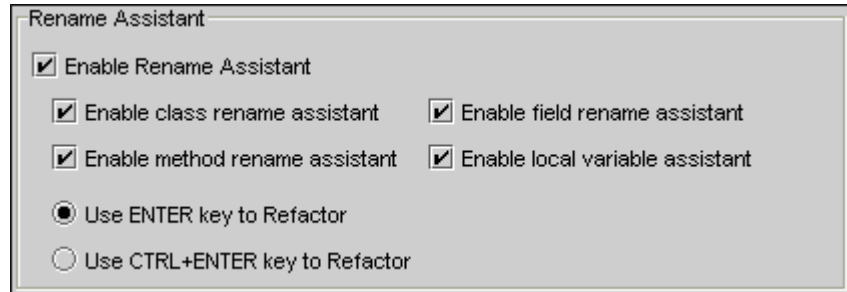 Rename Assistant
Enable Rename Assistant
Enable class rename assistant Enable field rename assistant
Enable method rename assistant Enable local variable assistant
Use ENTER key to Refactor
Use CTRL+ENTER key to Refactor